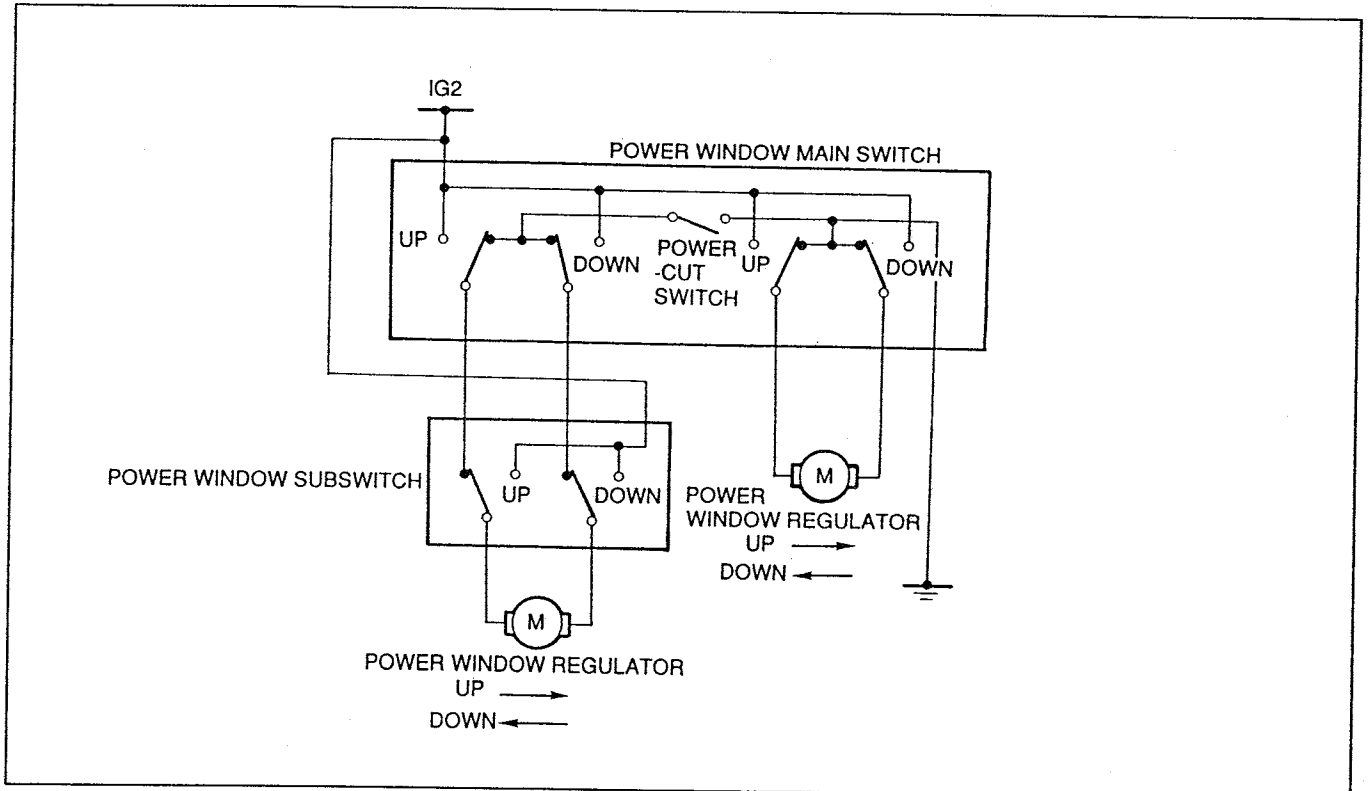 IG2
POWER WINDOW MAIN SWITCH
UP
DOWN
POWER
-CUT
SWITCH
UP
DOWN
POWER WINDOW SUBSWITCH
UP
DOWN
M
POWER
WINDOW REGULATOR
UP
DOWN
M
POWER WINDOW REGULATOR
UP
DOWN